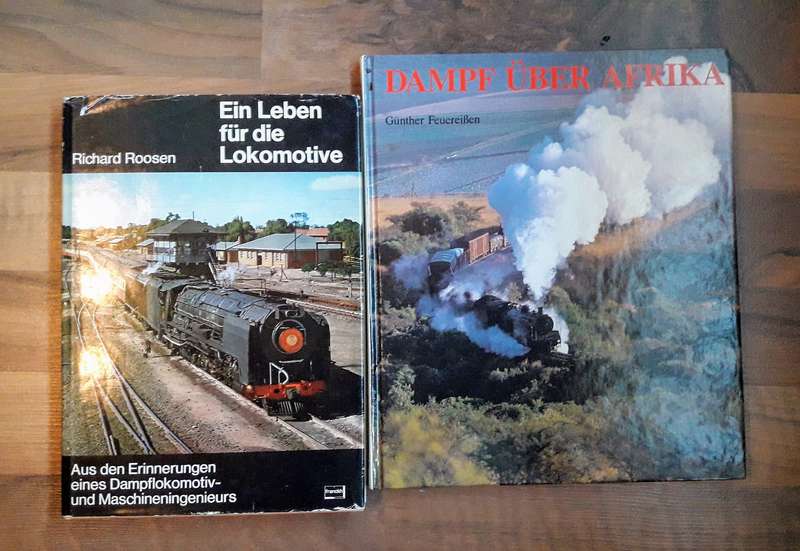 Richard Roosen
Ein Leben
für die
Lokomotive
Aus den Erinnerungen
eines Dampflokomotiv-
und Maschineningenieurs
franckh
DAMPF ÜBER AFRIKA
Günther Feuereißen